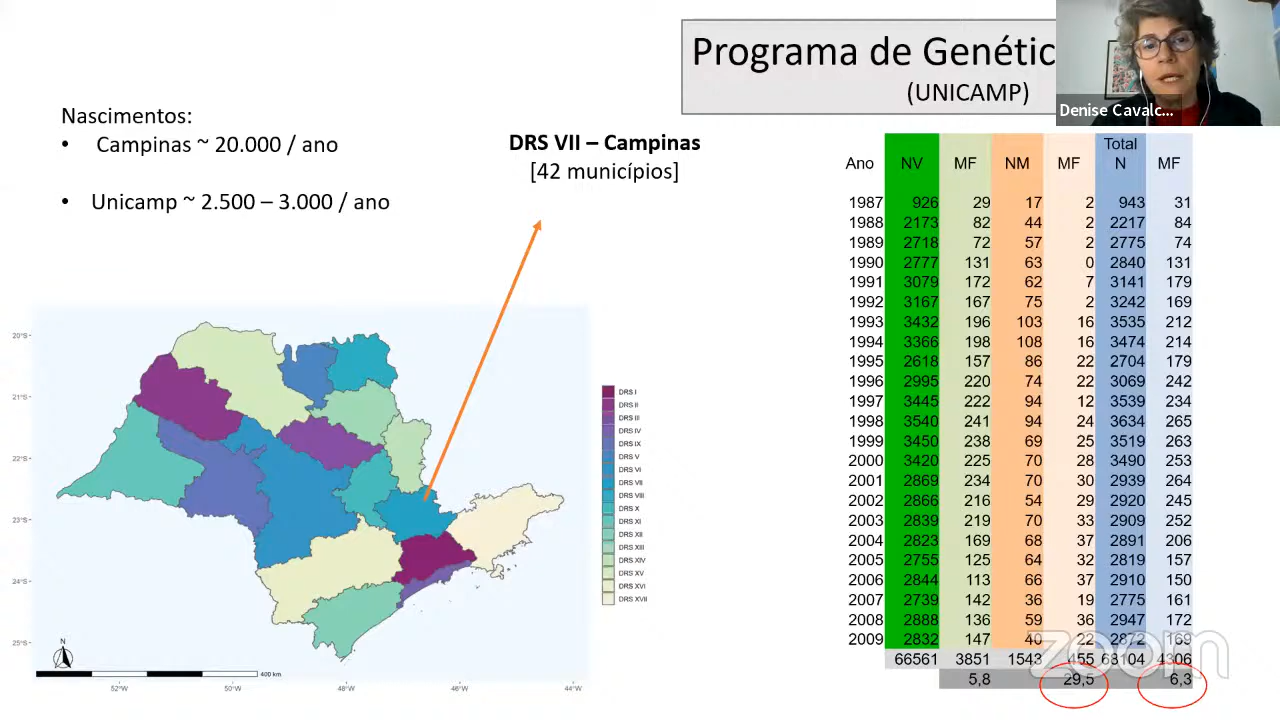 Programa de Genétic
(UNICAMP)
Denise Cavalc...
Nascimentos:
• Campinas ~ 20.000 / ano
• Unicamp ~ 2.500 – 3.000 / ano
DRS VII – Campinas
[42 municípios]
Total
Ano NV MF NM MF N MF
1987 926 29 17 2 943 31
1988 2173 82 44 2 2217 84
1989 2718 72 57 2 2775 74
1990 2777 131 63 0 2840 131
1991 3079 172 62 7 3141 179
1992 3167 167 75 2 3242 169
1993 3432 196 103 16 3535 212
1994 3366 198 108 16 3474 214
1995 2618 157 86 22 2704 179
1996 2995 220 74 22 3069 242
1997 3445 222 94 12 3539 234
1998 3540 241 94 24 3634 265
1999 3450 238 69 25 3519 263
2000 3420 225 70 28 3490 253
2001 2869 234 70 30 2939 264
2002 2866 216 54 29 2920 245
2003 2839 219 70 33 2909 252
2004 2823 169 68 37 2891 206
2005 2755 125 64 32 2819 157
2006 2844 113 66 37 2910 150
2007 2739 142 36 19 2775 161
2008 2888 136 59 36 2947 172
2009 2832 147 40 22 2872 169
66561 3851 1543 455 68104 4306
5,8 29,5 6,3
zoom
20°S
21°S
22°S
23°S
24°S
25°S
52°W 50°W 48°W 46°W 44°W
N
400 km
DRS I
DRS II
DRS III
DRS IV
DRS IX
DRS V
DRS VI
DRS VII
DRS VIII
DRS X
DRS XI
DRS XII
DRS XIII
DRS XIV
DRS XV
DRS XVI
DRS XVII